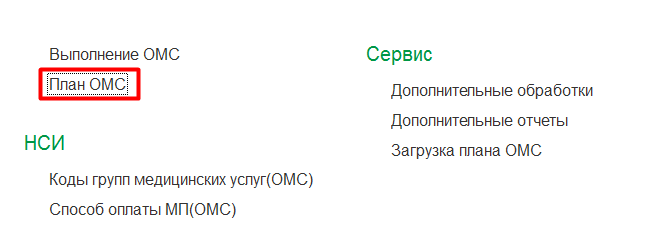 Выполнение ОМС
План ОМС
НСИ
Коды групп медицинских услуг(ОМС)
Способ оплаты МП(ОМС)
Сервис
Дополнительные обработки
Дополнительные отчеты
Загрузка плана ОМС